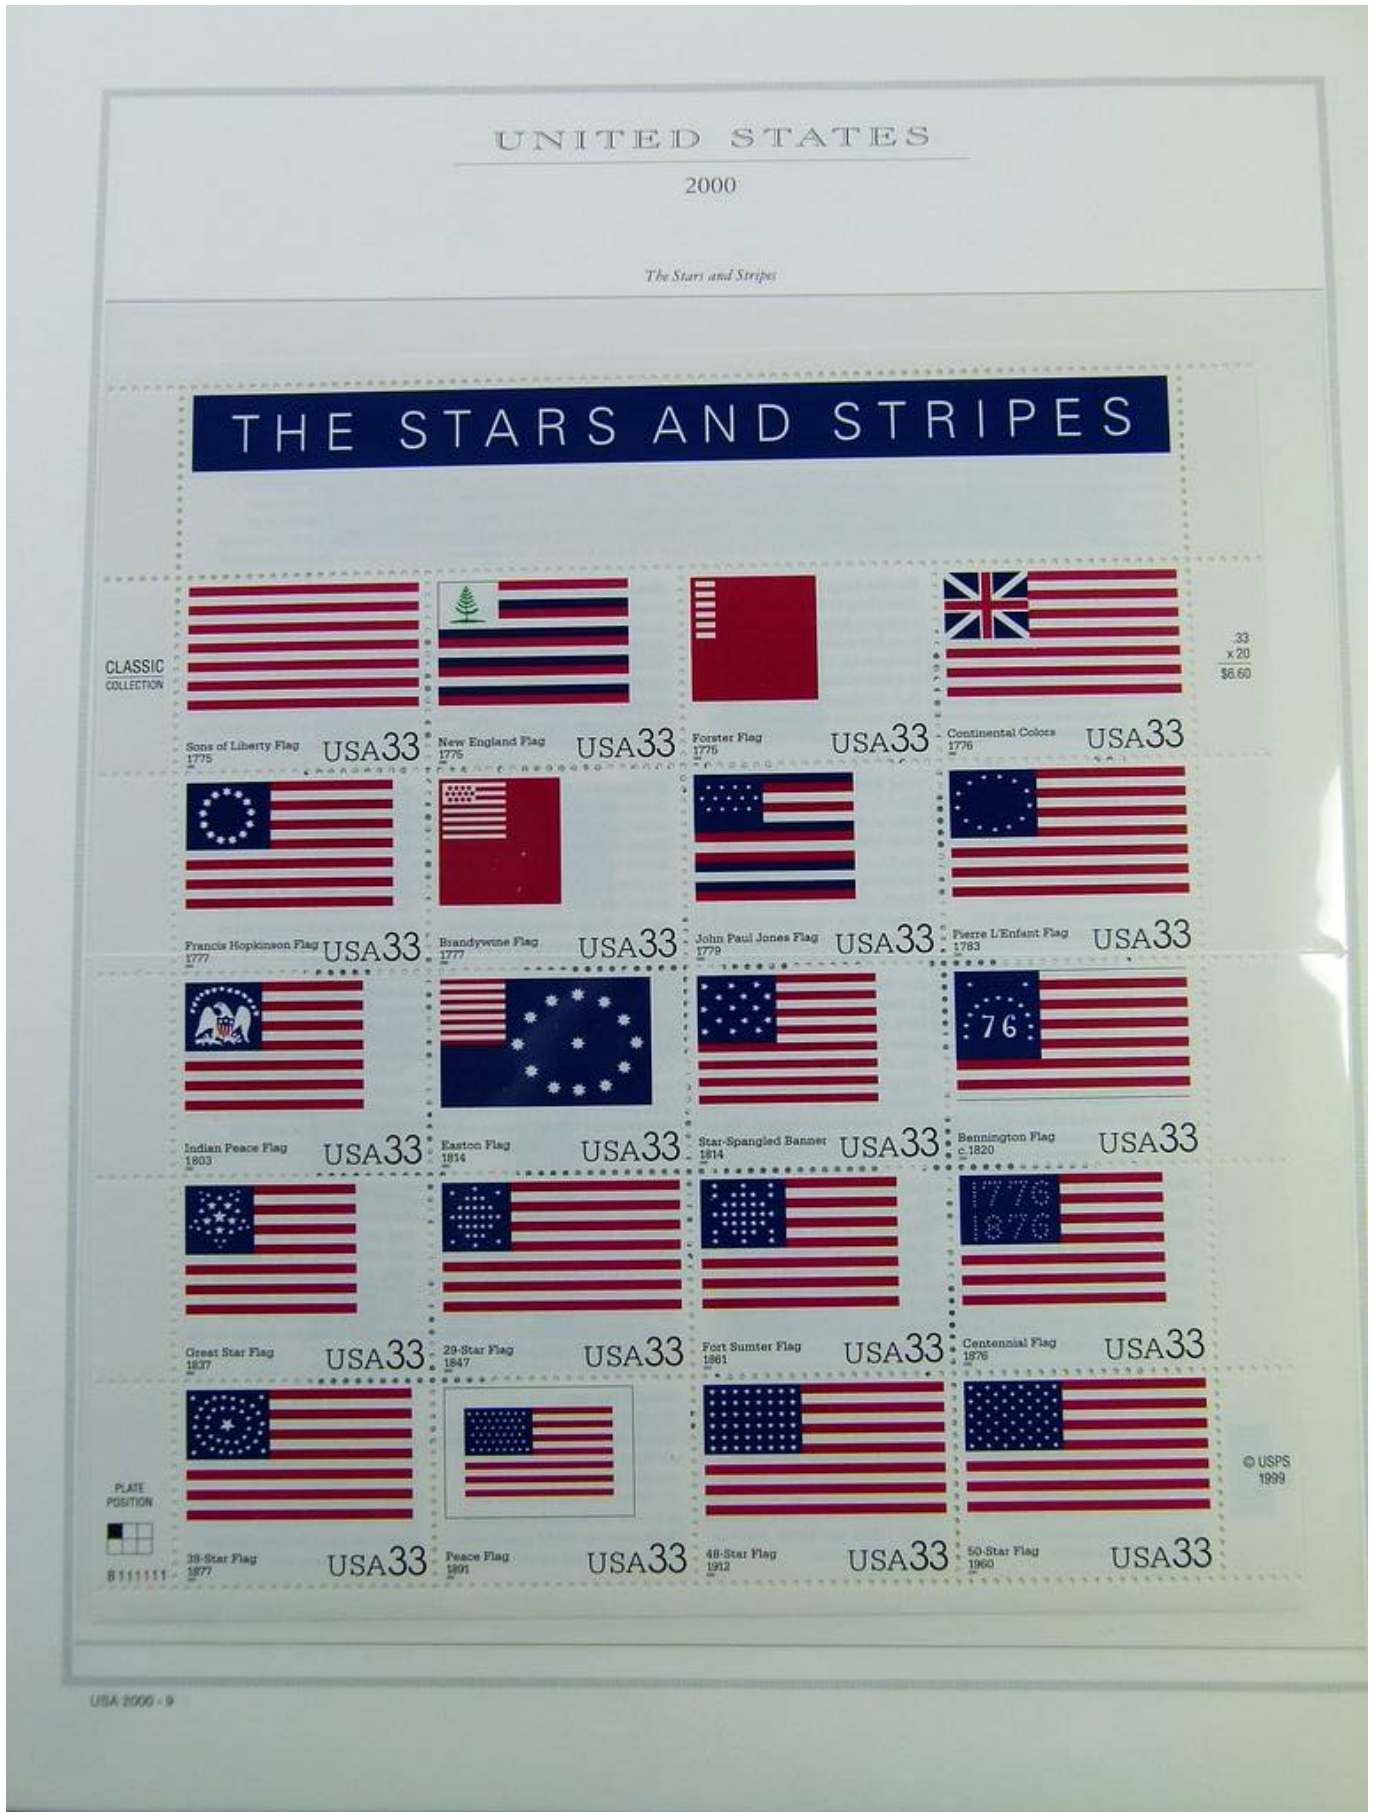 UNITED STATES
2000
The Stars and Stripes
THE STARS AND STRIPES
CLASSIC
COLLECTION
.33
x 20
$6.60
Sons of Liberty Flag
1775
USA33
New England Flag
1775
USA33
Forster Flag
1775
USA33
Continental Colors
1776
USA33
Francis Hopkinson Flag
1777
USA33
Brandywine Flag
1777
USA33
John Paul Jones Flag
1779
USA33
Pierre L'Enfant Flag
1783
USA33
Indian Peace Flag
1803
USA33
Easton Flag
1814
USA33
Star-Spangled Banner
1814
USA33
76
Bennington Flag
c.1820
USA33
Great Star Flag
1837
USA33
29-Star Flag
1847
USA33
Fort Sumter Flag
1861
USA33
1776
1876
Centennial Flag
1876
USA33
38-Star Flag
1877
USA33
Peace Flag
1891
USA33
48-Star Flag
1912
USA33
50-Star Flag
1960
USA33
© USPS
1999
PLATE
POSITION
B111111
USA 2000 - 9